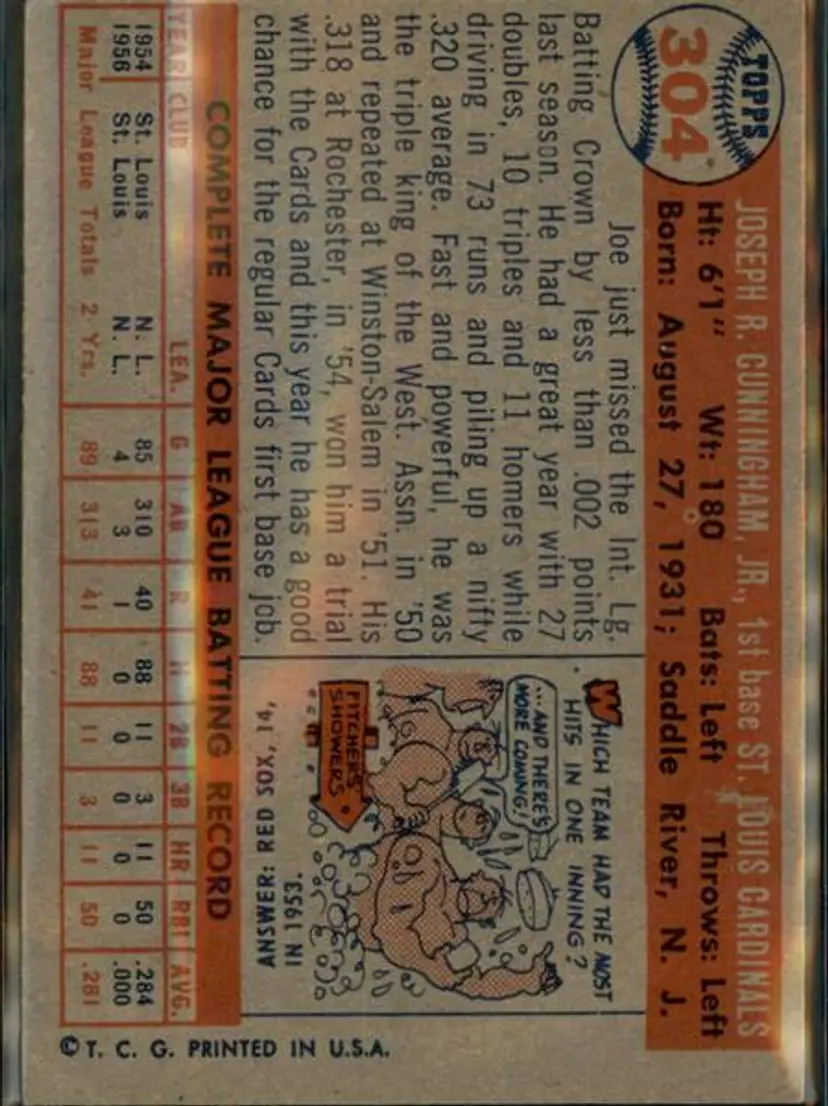 TOPPS
304
JOSEPH R. CUNNINGHAM, JR., 1st base ST. LOUIS CARDINALS
Ht: 6'1" Wt: 180 Bats: Left Throws: Left
Born: August 27, 1931; Saddle River, N. J.
Joe just missed the Int. Lg.
Batting Crown by less than .002 points
last season. He had a great year with 27
doubles, 10 triples and 11 homers while
driving in 73 runs and piling up a nifty
.320 average. Fast and powerful, he was
the triple king of the West. Assn. in '50
and repeated at Winston-Salem in '51. His
.318 at Rochester, in '54, won him a trial
with the Cards and this year he has a good
chance for the regular Cards first base job.
WHICH TEAM HAD THE MOST
HITS IN ONE INNING?
...AND THERE'S
MORE COMING!
PITCHER'S
SHOWERS
ANSWER: RED SOX, 14,
IN 1953.
COMPLETE MAJOR LEAGUE BATTING RECORD
YEAR CLUB LEA. G AB R H 2B 3B HR RBI AVG.
1954 St. Louis N. L. 85 310 40 88 11 3 11 50 .284
1956 St. Louis N. L. 4 3 1 0 0 0 0 0 .000
Major League Totals 2 Yrs. 89 313 41 88 11 3 11 50 .281
© T. C. G. PRINTED IN U.S.A.